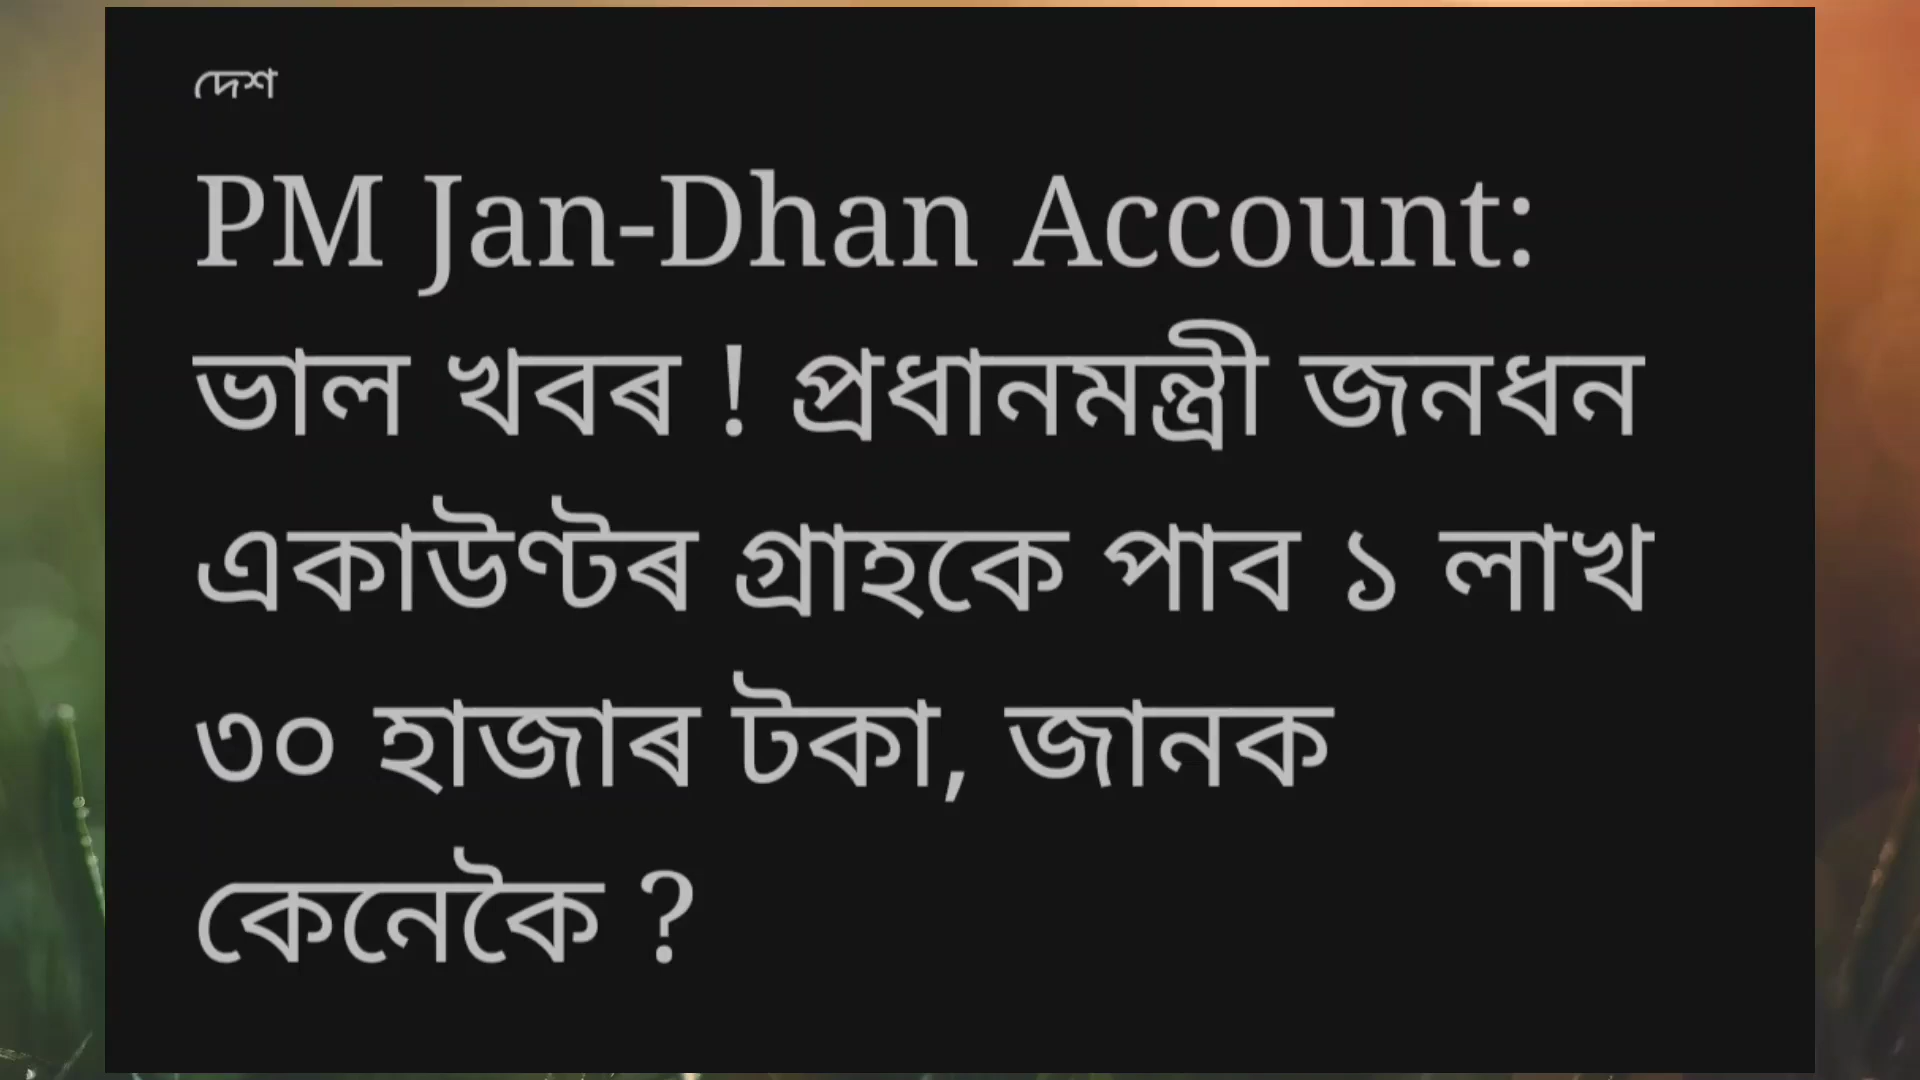 দেশ
PM Jan-Dhan Account:
ভাল খবৰ ! প্ৰধানমন্ত্ৰী জনধন
একাউণ্টৰ গ্ৰাহকে পাব ১ লাখ
৩০ হাজাৰ টকা, জানক
কেনেকৈ ?